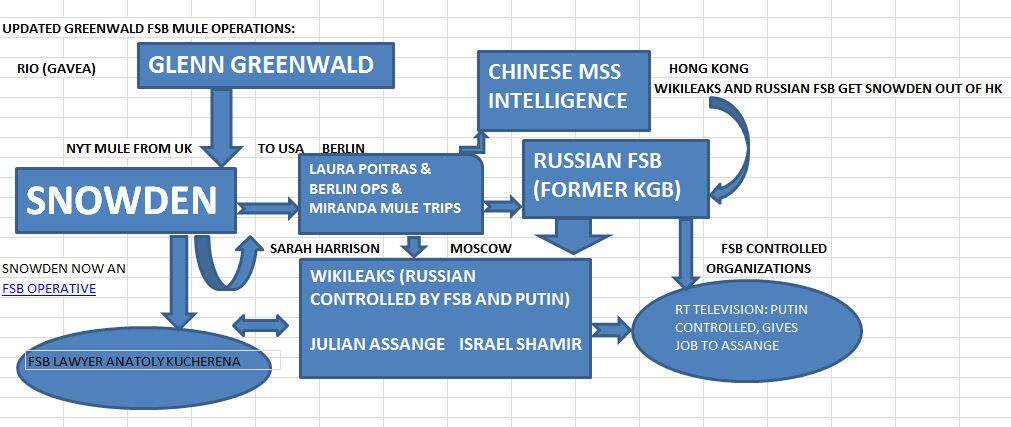 UPDATED GREENWALD FSB MULE OPERATIONS:
RIO (GAVEA)
GLENN GREENWALD
CHINESE MSS
INTELLIGENCE
HONG KONG
WIKILEAKS AND RUSSIAN FSB GET SNOWDEN OUT OF HK
NYT MULE FROM UK
TO USA
BERLIN
SNOWDEN
LAURA POITRAS &
BERLIN OPS &
MIRANDA MULE TRIPS
RUSSIAN FSB
(FORMER KGB)
SARAH HARRISON
MOSCOW
FSB CONTROLLED
ORGANIZATIONS
SNOWDEN NOW AN
FSB OPERATIVE
WIKILEAKS (RUSSIAN
CONTROLLED BY FSB AND PUTIN)
JULIAN ASSANGE ISRAEL SHAMIR
RT TELEVISION: PUTIN
CONTROLLED, GIVES
JOB TO ASSANGE
FSB LAWYER ANATOLY KUCHERENA